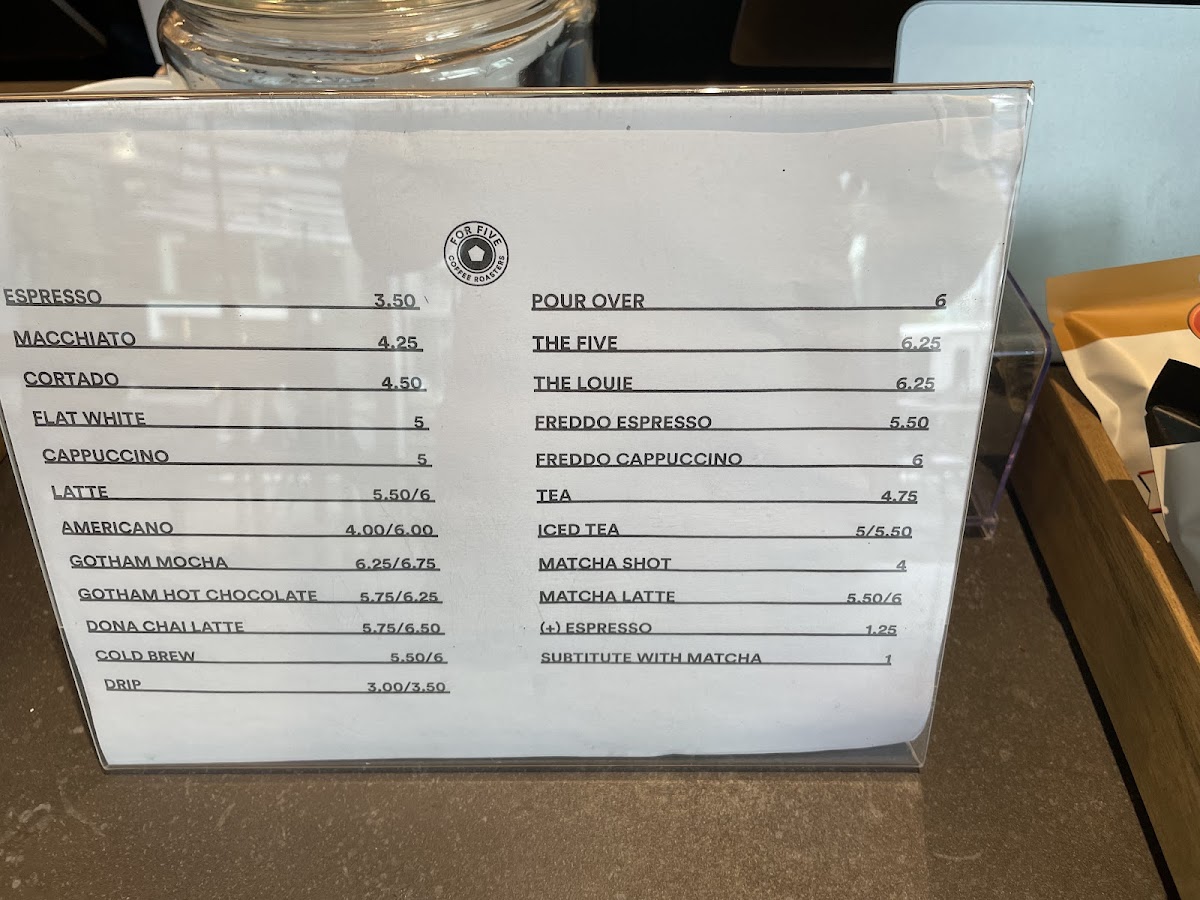 FOR FIVE
COFFEE ROASTERS
ESPRESSO 3.50
MACCHIATO 4.25
CORTADO 4.50
FLAT WHITE 5
CAPPUCCINO 5
LATTE 5.50/6
AMERICANO 4.00/6.00
GOTHAM MOCHA 6.25/6.75
GOTHAM HOT CHOCOLATE 5.75/6.25
DONA CHAI LATTE 5.75/6.50
COLD BREW 5.50/6
DRIP 3.00/3.50
POUR OVER 6
THE FIVE 6.25
THE LOUIE 6.25
FREDDO ESPRESSO 5.50
FREDDO CAPPUCCINO 6
TEA 4.75
ICED TEA 5/5.50
MATCHA SHOT 4
MATCHA LATTE 5.50/6
(+) ESPRESSO 1.25
SUBTITUTE WITH MATCHA 1